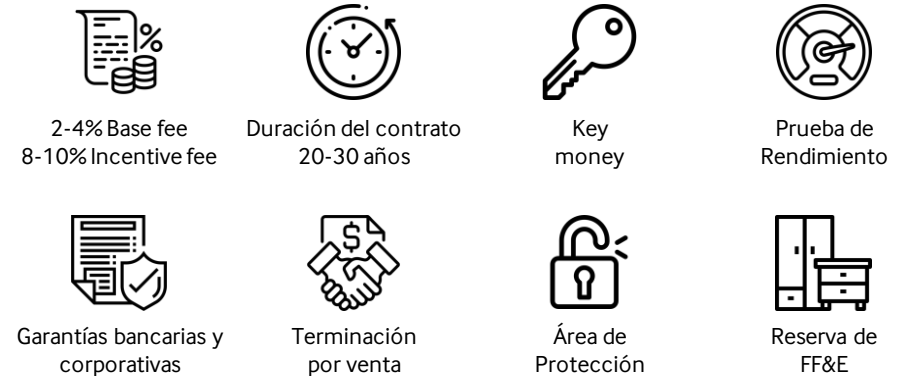 2-4% Base fee
8-10% Incentive fee
Duración del contrato
20-30 años
Key
money
Prueba de
Rendimiento
Garantías bancarias y
corporativas
Terminación
por venta
Área de
Protección
Reserva de
FF&E